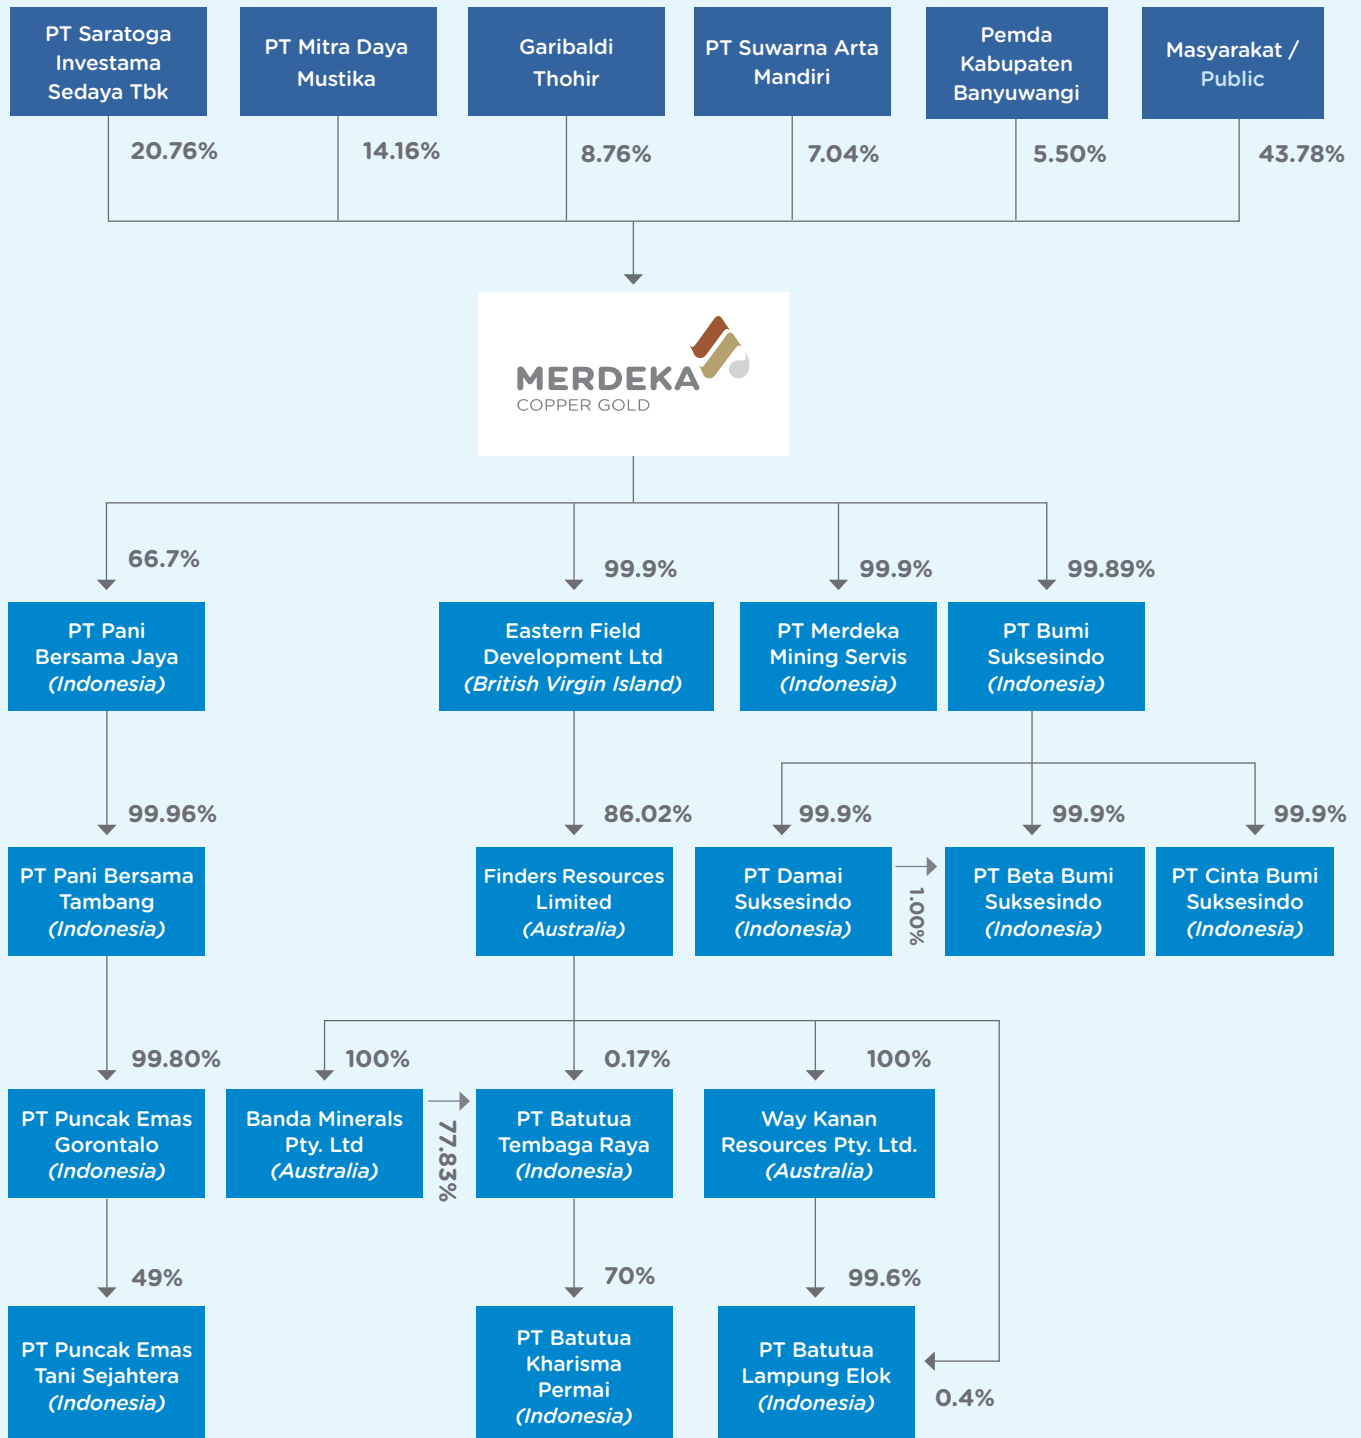 PT Saratoga
Investama
Sedaya Tbk
PT Mitra Daya
Mustika
Garibaldi
Thohir
PT Suwarna Arta
Mandiri
Pemda
Kabupaten
Banyuwangi
Masyarakat /
Public
20.76%
14.16%
8.76%
7.04%
5.50%
43.78%
MERDEKA
COPPER GOLD
66.7%
99.9%
99.9%
99.89%
PT Pani
Bersama Jaya
(Indonesia)
Eastern Field
Development Ltd
(British Virgin Island)
PT Merdeka
Mining Servis
(Indonesia)
PT Bumi
Suksesindo
(Indonesia)
99.96%
86.02%
99.9%
99.9%
99.9%
PT Pani Bersama
Tambang
(Indonesia)
Finders Resources
Limited
(Australia)
PT Damai
Suksesindo
(Indonesia)
1.00%
PT Beta Bumi
Suksesindo
(Indonesia)
PT Cinta Bumi
Suksesindo
(Indonesia)
99.80%
100%
0.17%
100%
PT Puncak Emas
Gorontalo
(Indonesia)
Banda Minerals
Pty. Ltd
(Australia)
77.83%
PT Batutua
Tembaga Raya
(Indonesia)
Way Kanan
Resources Pty. Ltd.
(Australia)
49%
70%
99.6%
PT Puncak Emas
Tani Sejahtera
(Indonesia)
PT Batutua
Kharisma
Permai
(Indonesia)
PT Batutua
Lampung Elok
(Indonesia)
0.4%